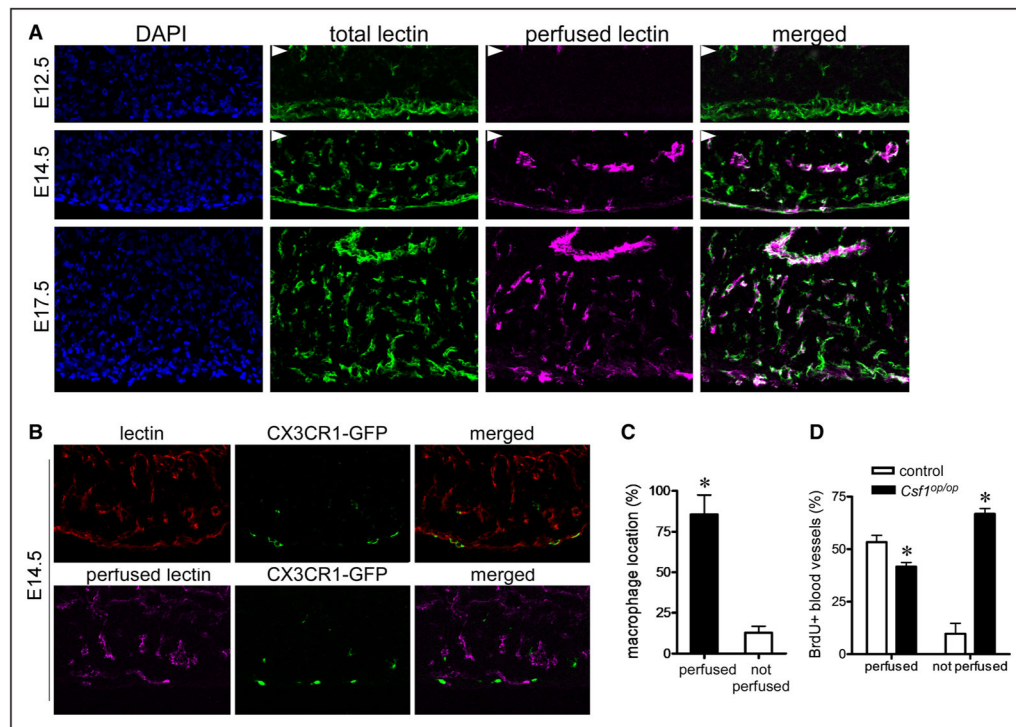 A
DAPI total lectin perfused lectin merged
E12.5
E14.5
E17.5
B
lectin CX3CR1-GFP merged
E14.5
perfused lectin CX3CR1-GFP merged
C
macrophage location (%)
100
75
50
25
0
*
perfused not perfused
D
control
Csf1op/op
BrdU+ blood vessels (%)
75
50
25
0
*
*
perfused not perfused